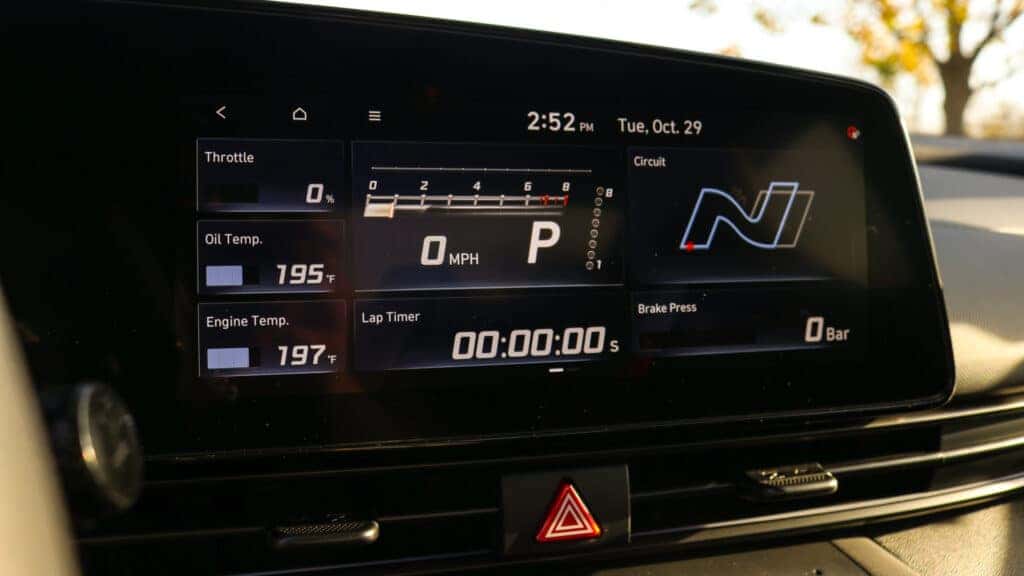 2:52 PM Tue, Oct. 29
Throttle
0 %
Oil Temp.
195 °F
Engine Temp.
197 °F
0 2 4 6 8
8
1
0 MPH P
Lap Timer
00:00:00 S
Circuit
N
Brake Press
0 Bar